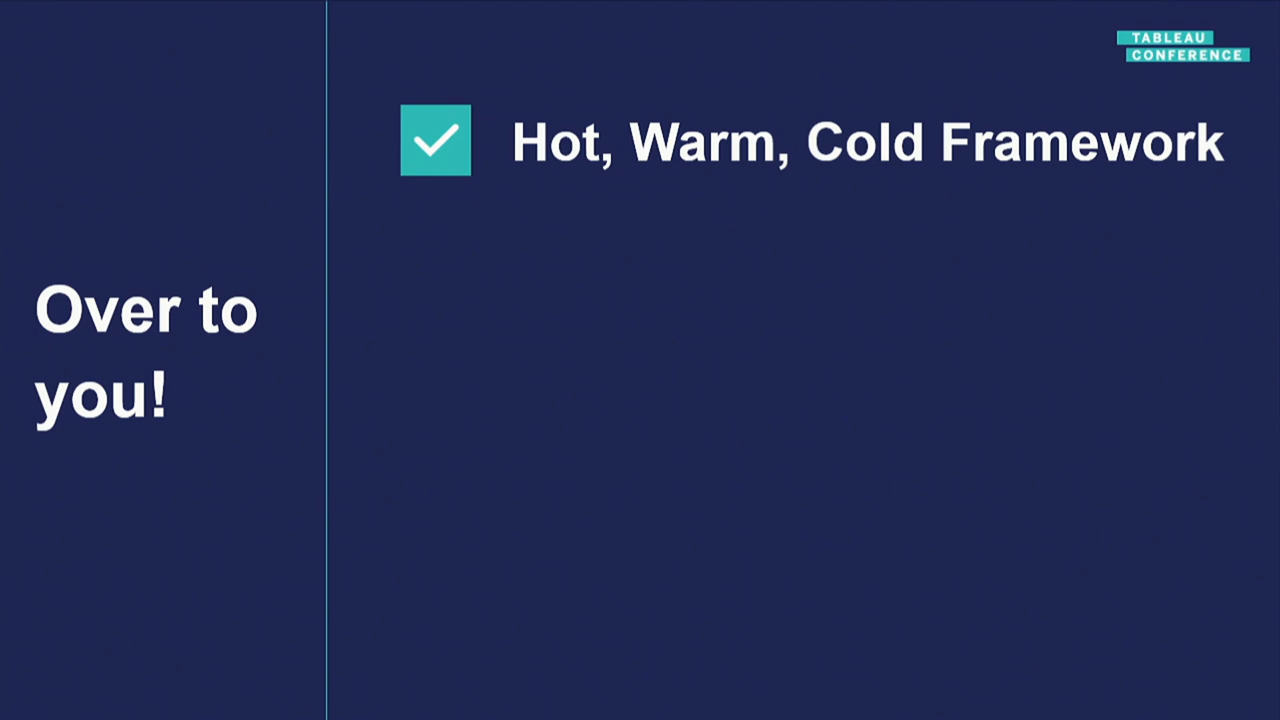 TABLEAU
CONFERENCE
Hot, Warm, Cold Framework
Over to
you!